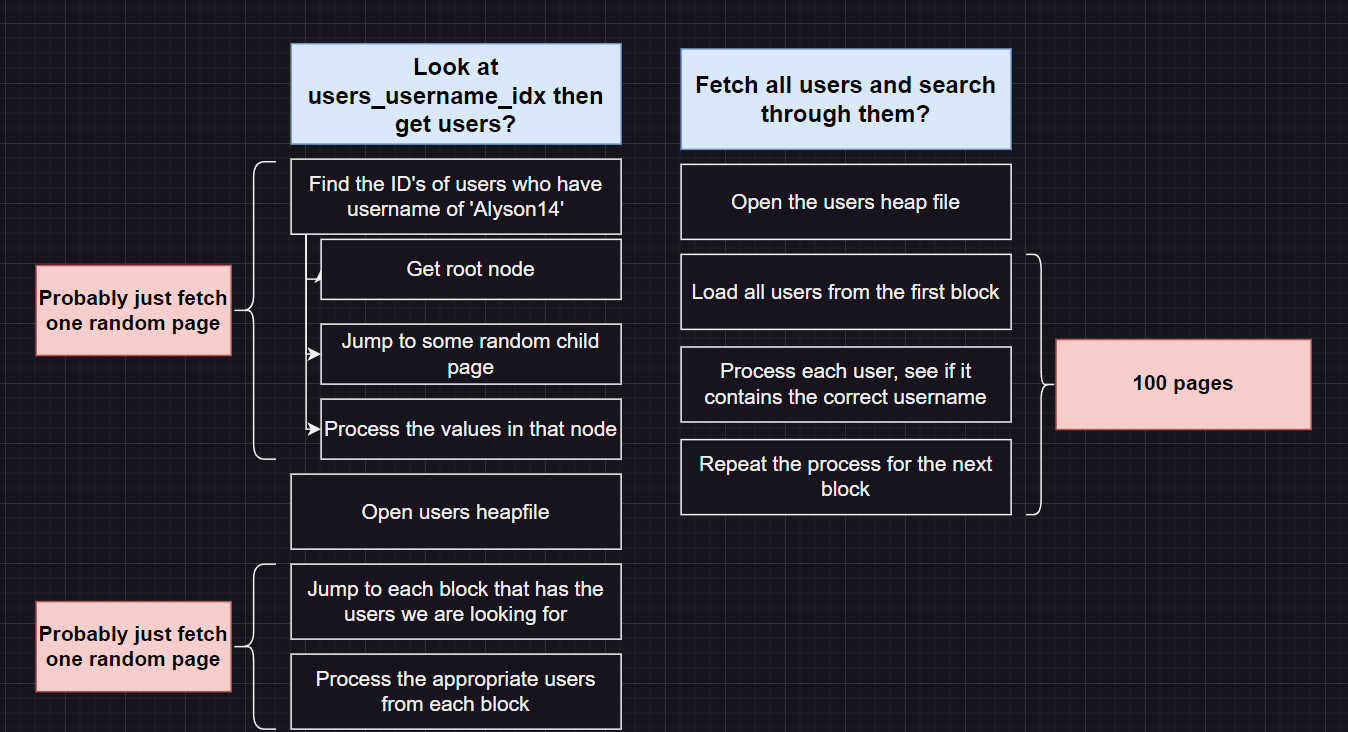 Look at
users_username_idx then
get users?
Find the ID's of users who have
username of 'Alyson14'
Get root node
Jump to some random child
page
Process the values in that node
Probably just fetch
one random page
Open users heapfile
Jump to each block that has the
users we are looking for
Process the appropriate users
from each block
Probably just fetch
one random page
Fetch all users and search
through them?
Open the users heap file
Load all users from the first block
Process each user, see if it
contains the correct username
Repeat the process for the next
block
100 pages